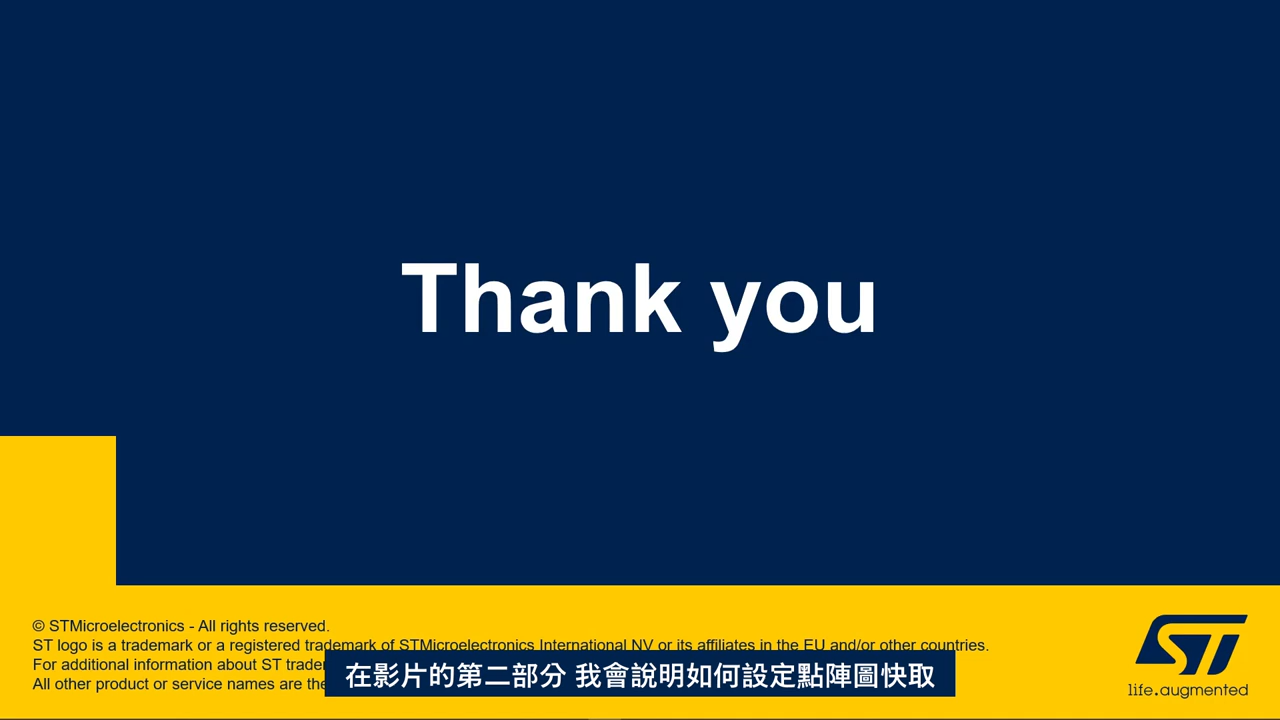 Thank you
© STMicroelectronics - All rights reserved.
ST logo is a trademark or a registered trademark of STMicroelectronics International NV or its affiliates in the EU and/or other countries.
For additional information about ST
All other product or service names are
在影片的第二部分 我會說明如何設定點陣圖快取
ST
life.augmented